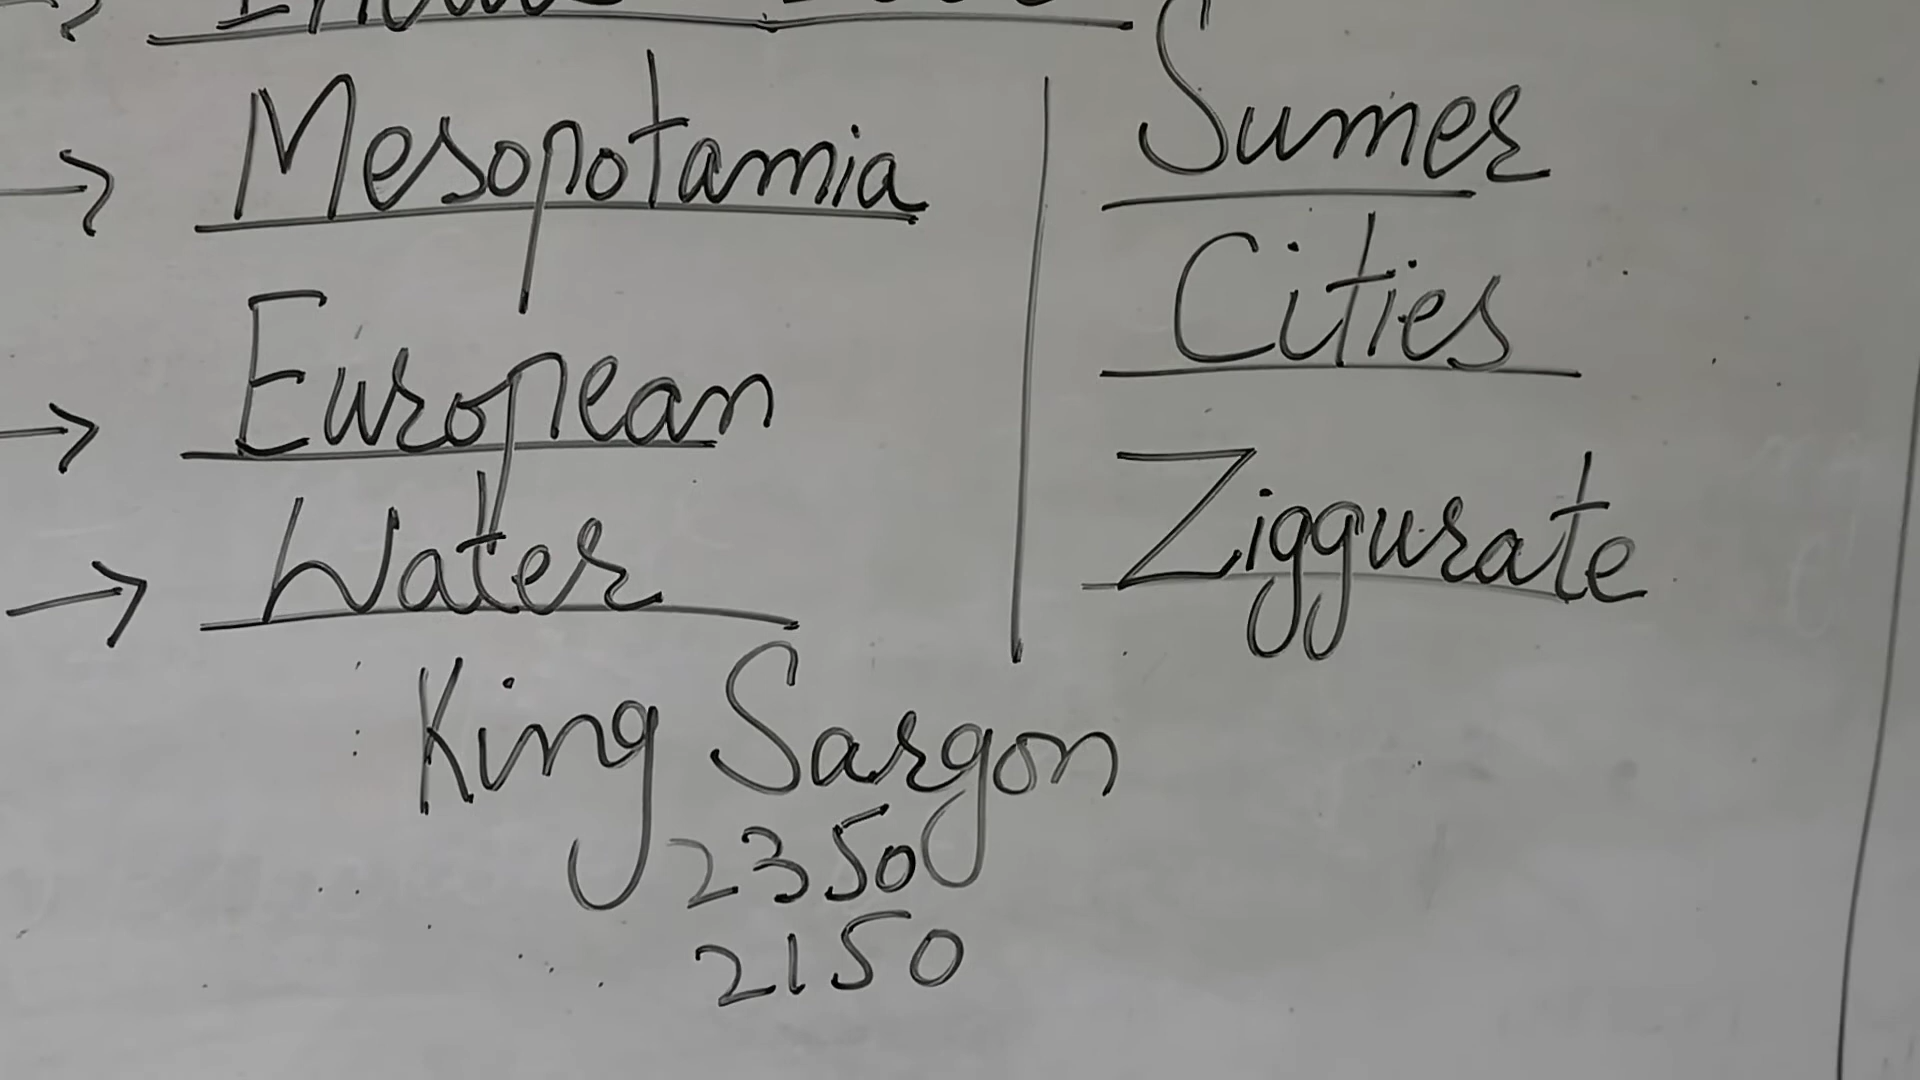 → Mesopotamia
→ European
→ Water
Sumer
Cities
Ziggurate
King Sargon
2350
2150